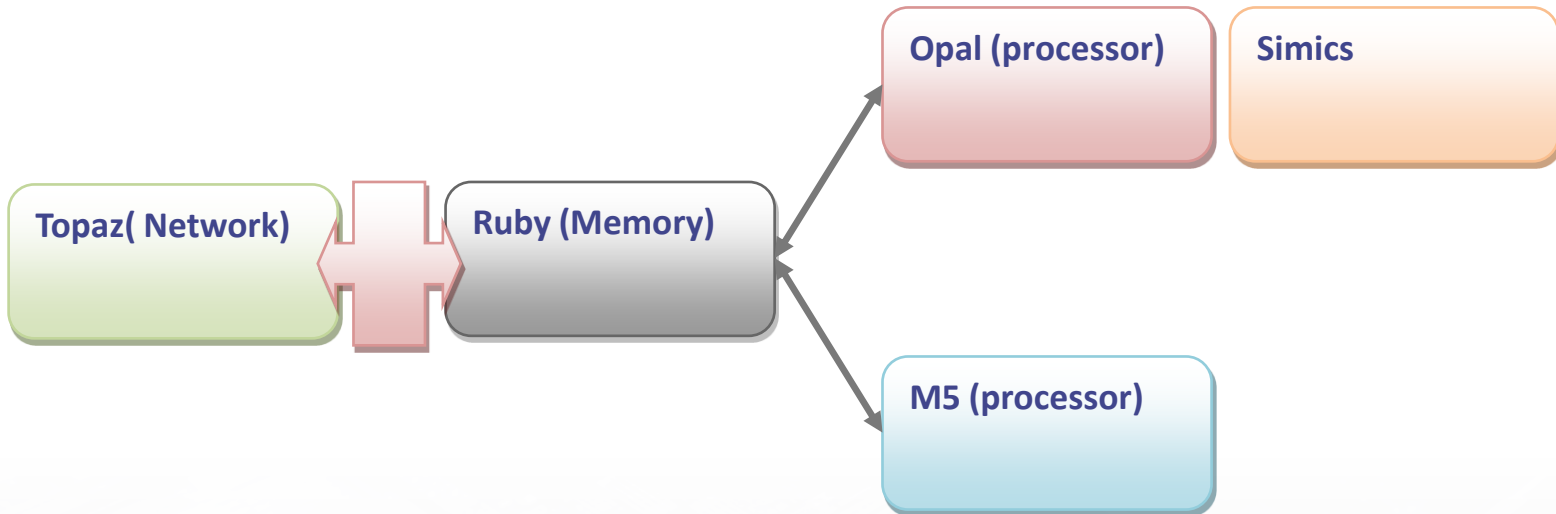 Opal (processor)
Simics
Topaz( Network)
Ruby (Memory)
M5 (processor)